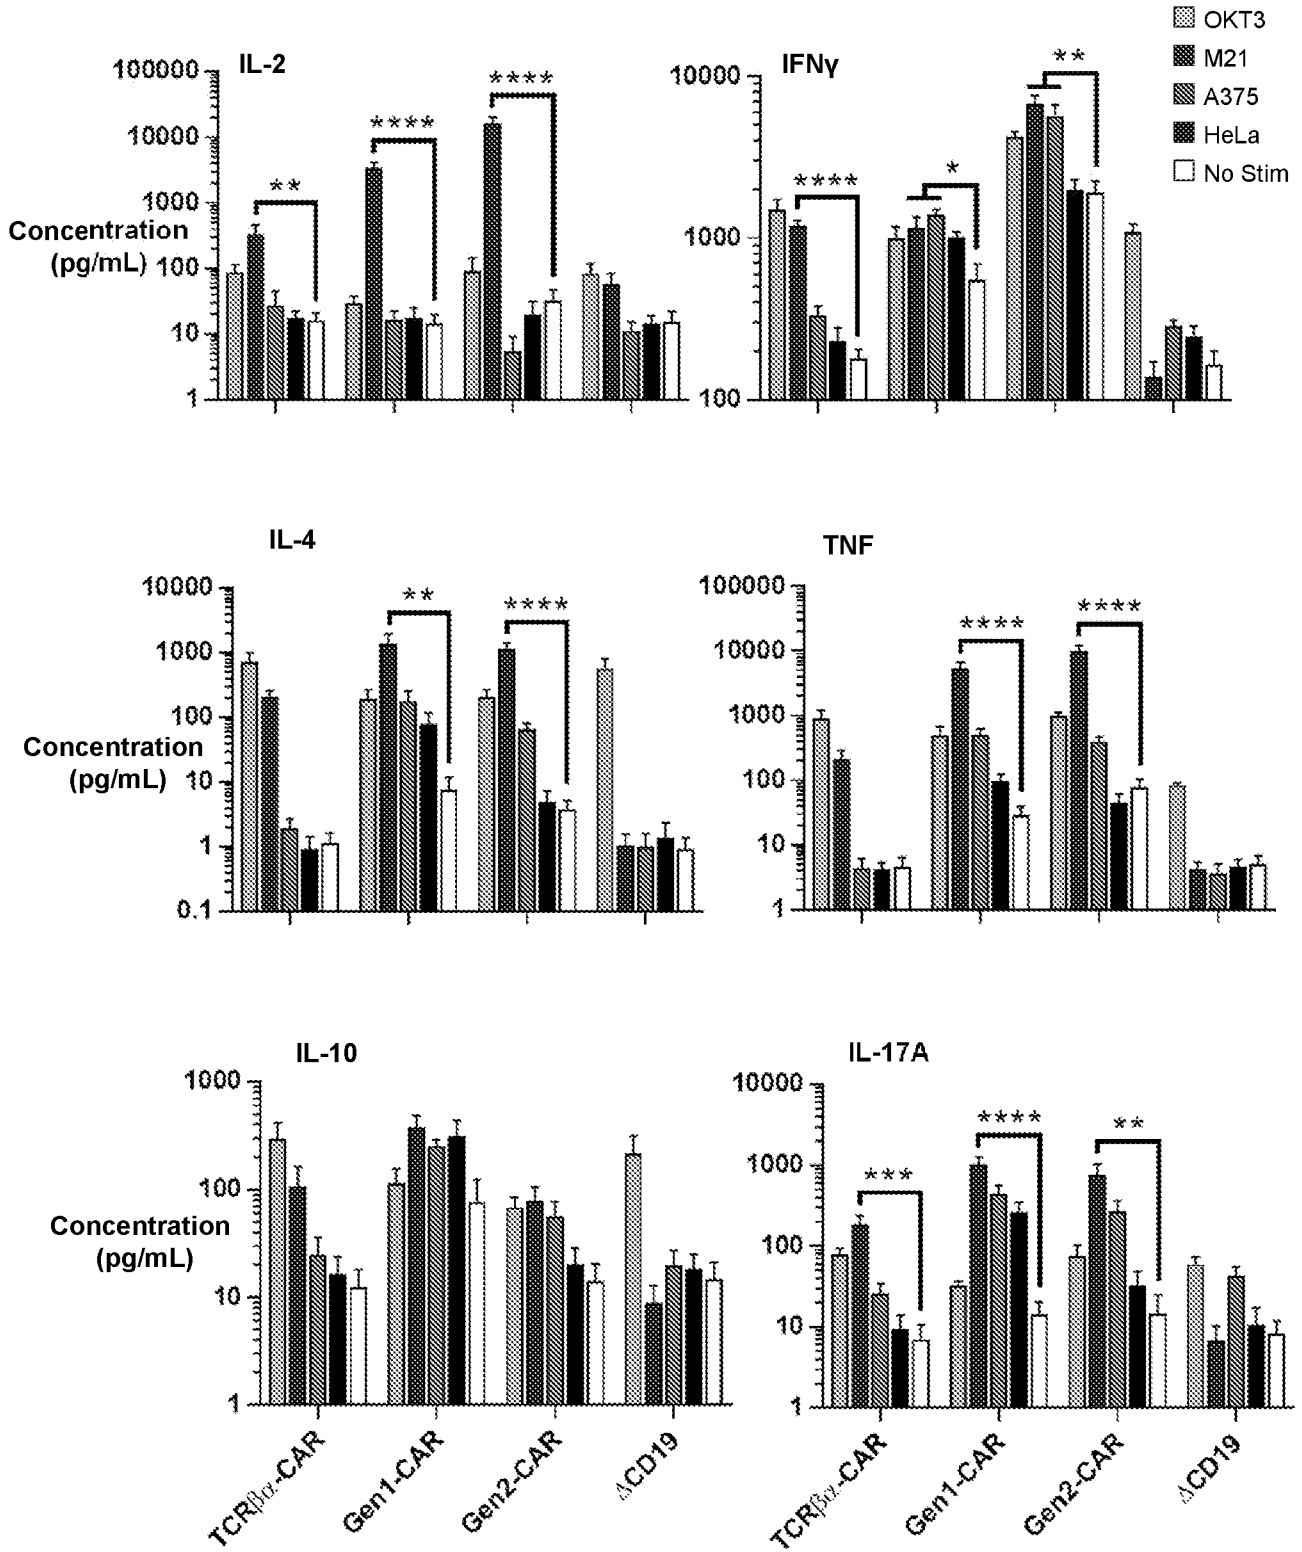 OKT3
M21
A375
HeLa
No Stim
IL-2
100000
10000
1000
100
10
1
Concentration
(pg/mL)
**
****
****
IFNγ
10000
1000
100
****
*
**
IL-4
10000
1000
100
10
1
0.1
Concentration
(pg/mL)
**
****
TNF
100000
10000
1000
100
10
1
****
****
IL-10
1000
100
10
1
Concentration
(pg/mL)
TCRβα-CAR
Gen1-CAR
Gen2-CAR
ΔCD19
IL-17A
10000
1000
100
10
1
***
****
**
TCRβα-CAR
Gen1-CAR
Gen2-CAR
ΔCD19